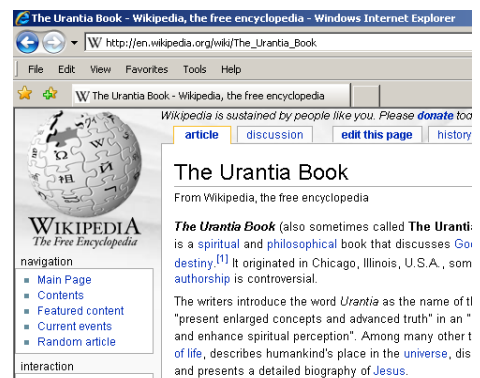 The Urantia Book - Wikipedia, the free encyclopedia - Windows Internet Explorer
W http://en.wikipedia.org/wiki/The_Urantia_Book
File Edit View Favorites Tools Help
W The Urantia Book - Wikipedia, the free encyclopedia
Wikipedia is sustained by people like you. Please donate tod
article discussion edit this page history
The Urantia Book
From Wikipedia, the free encyclopedia
The Urantia Book (also sometimes called The Uranti
is a spiritual and philosophical book that discusses Go
destiny.[1] It originated in Chicago, Illinois, U.S.A., som
authorship is controversial.
The writers introduce the word Urantia as the name of t
"present enlarged concepts and advanced truth" in an "
and enhance spiritual perception". Among many other t
of life, describes humankind's place in the universe, dis
and presents a detailed biography of Jesus.
WIKIPEDIA
The Free Encyclopedia
navigation
Main Page
Contents
Featured content
Current events
Random article
interaction